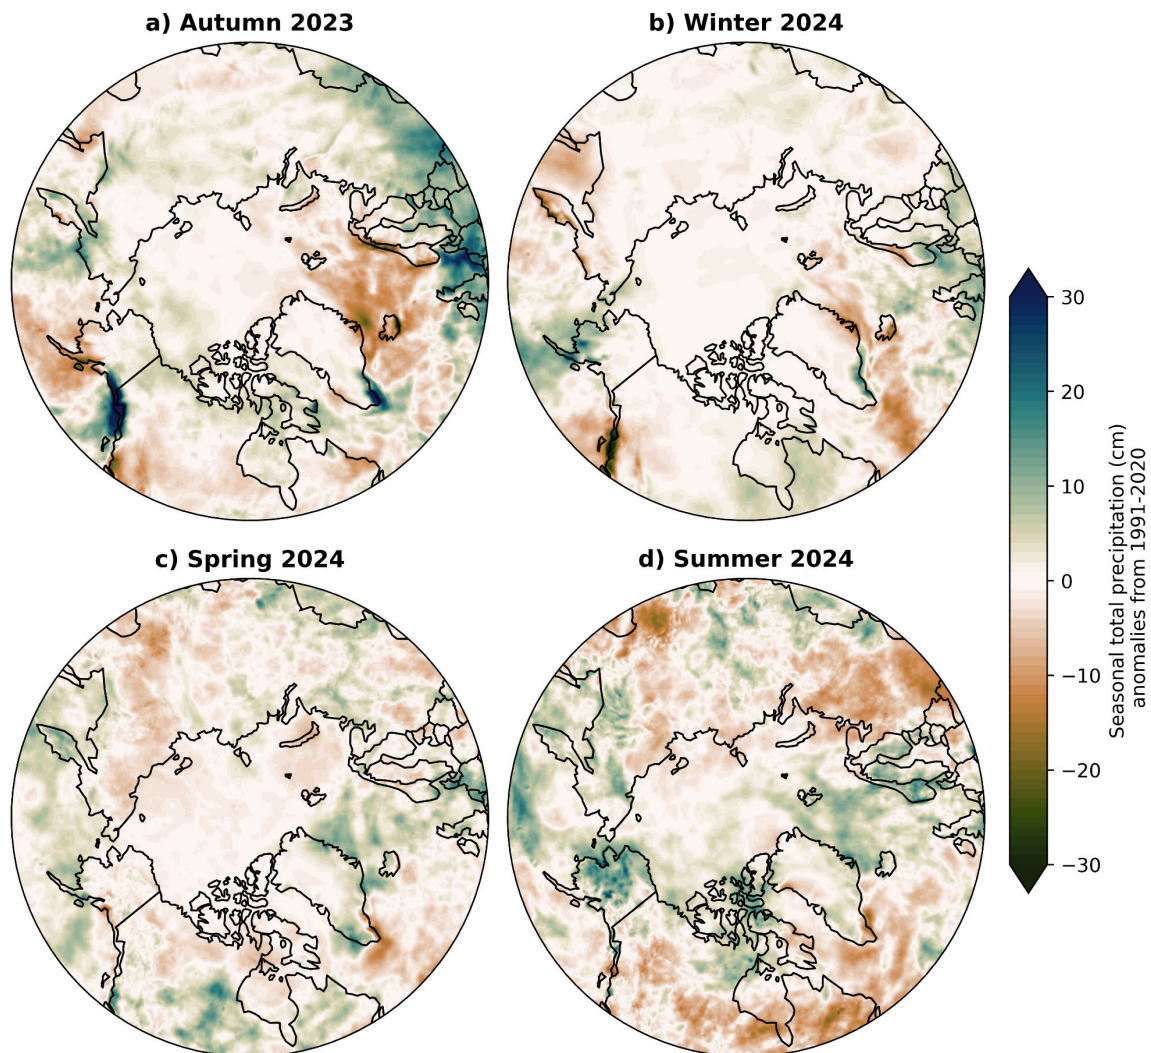 a) Autumn 2023
b) Winter 2024
c) Spring 2024
d) Summer 2024
30
20
10
0
−10
−20
−30
Seasonal total precipitation (cm)
anomalies from 1991-2020